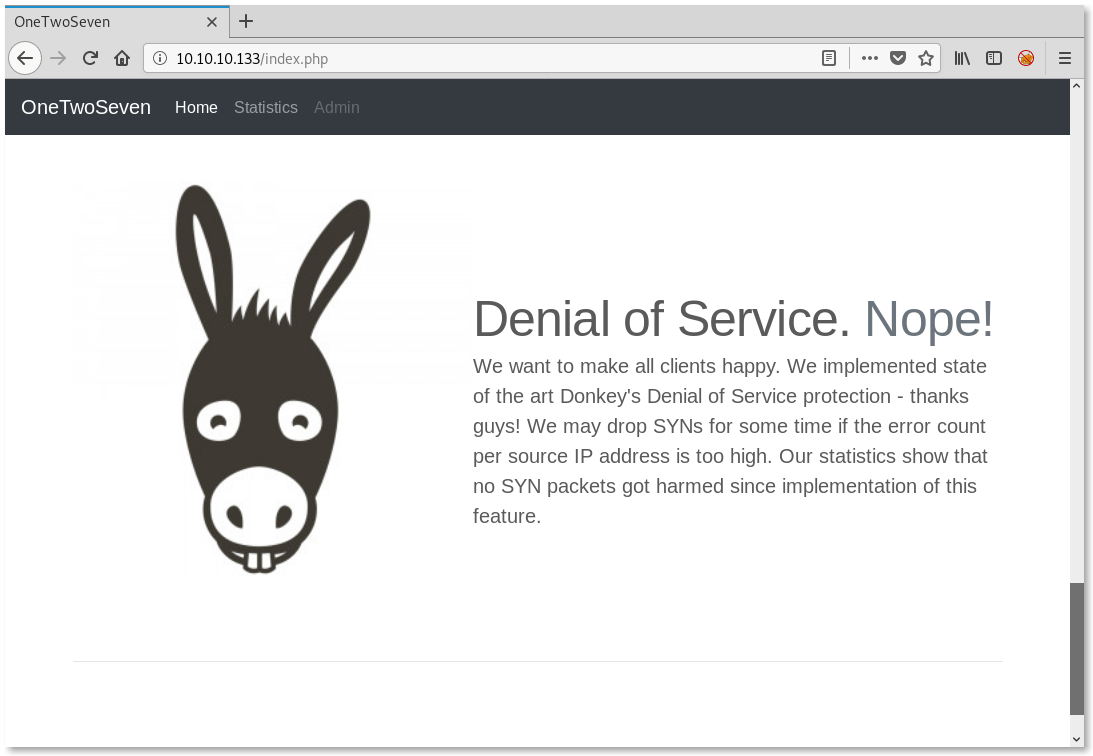 OneTwoSeven
10.10.10.133/index.php
OneTwoSeven Home Statistics Admin
Denial of Service. Nope!
We want to make all clients happy. We implemented state
of the art Donkey's Denial of Service protection - thanks
guys! We may drop SYNs for some time if the error count
per source IP address is too high. Our statistics show that
no SYN packets got harmed since implementation of this
feature.